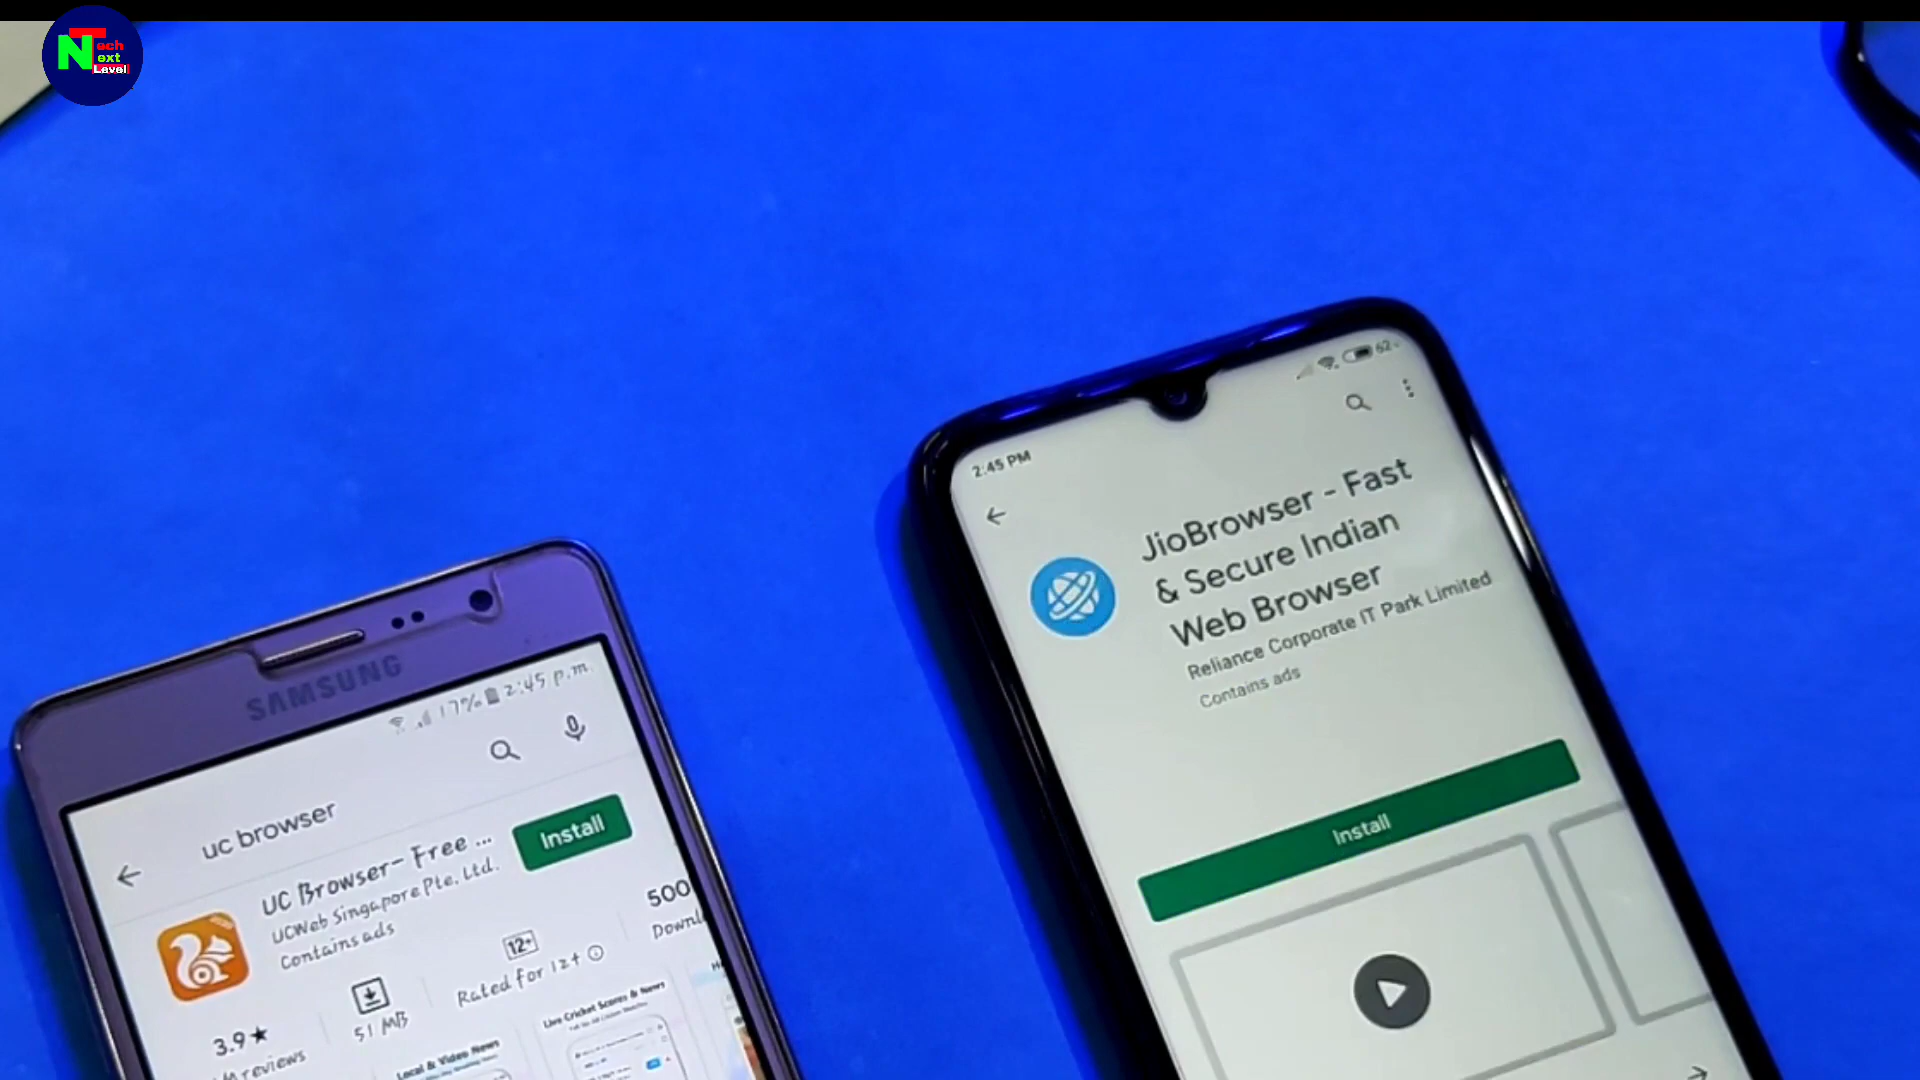 Tech
Next
Level
SAMSUNG
17% 2:45 p.m.
uc browser
UC Browser- Free ...
UCWeb Singapore Pte. Ltd.
Contains ads
Install
3.9★
reviews
51 MB
12+
Rated for 12+
500
Local & Video News
Live Cricket Scores & News
2:45 PM
62
JioBrowser - Fast
& Secure Indian
Web Browser
Reliance Corporate IT Park Limited
Contains ads
Install